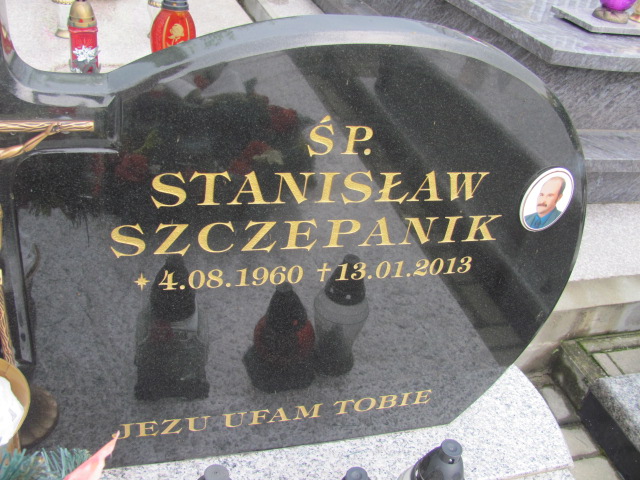 ŚP.
STANISŁAW
SZCZEPANIK
* 4.08.1960 † 13.01.2013
JEZU UFAM TOBIE